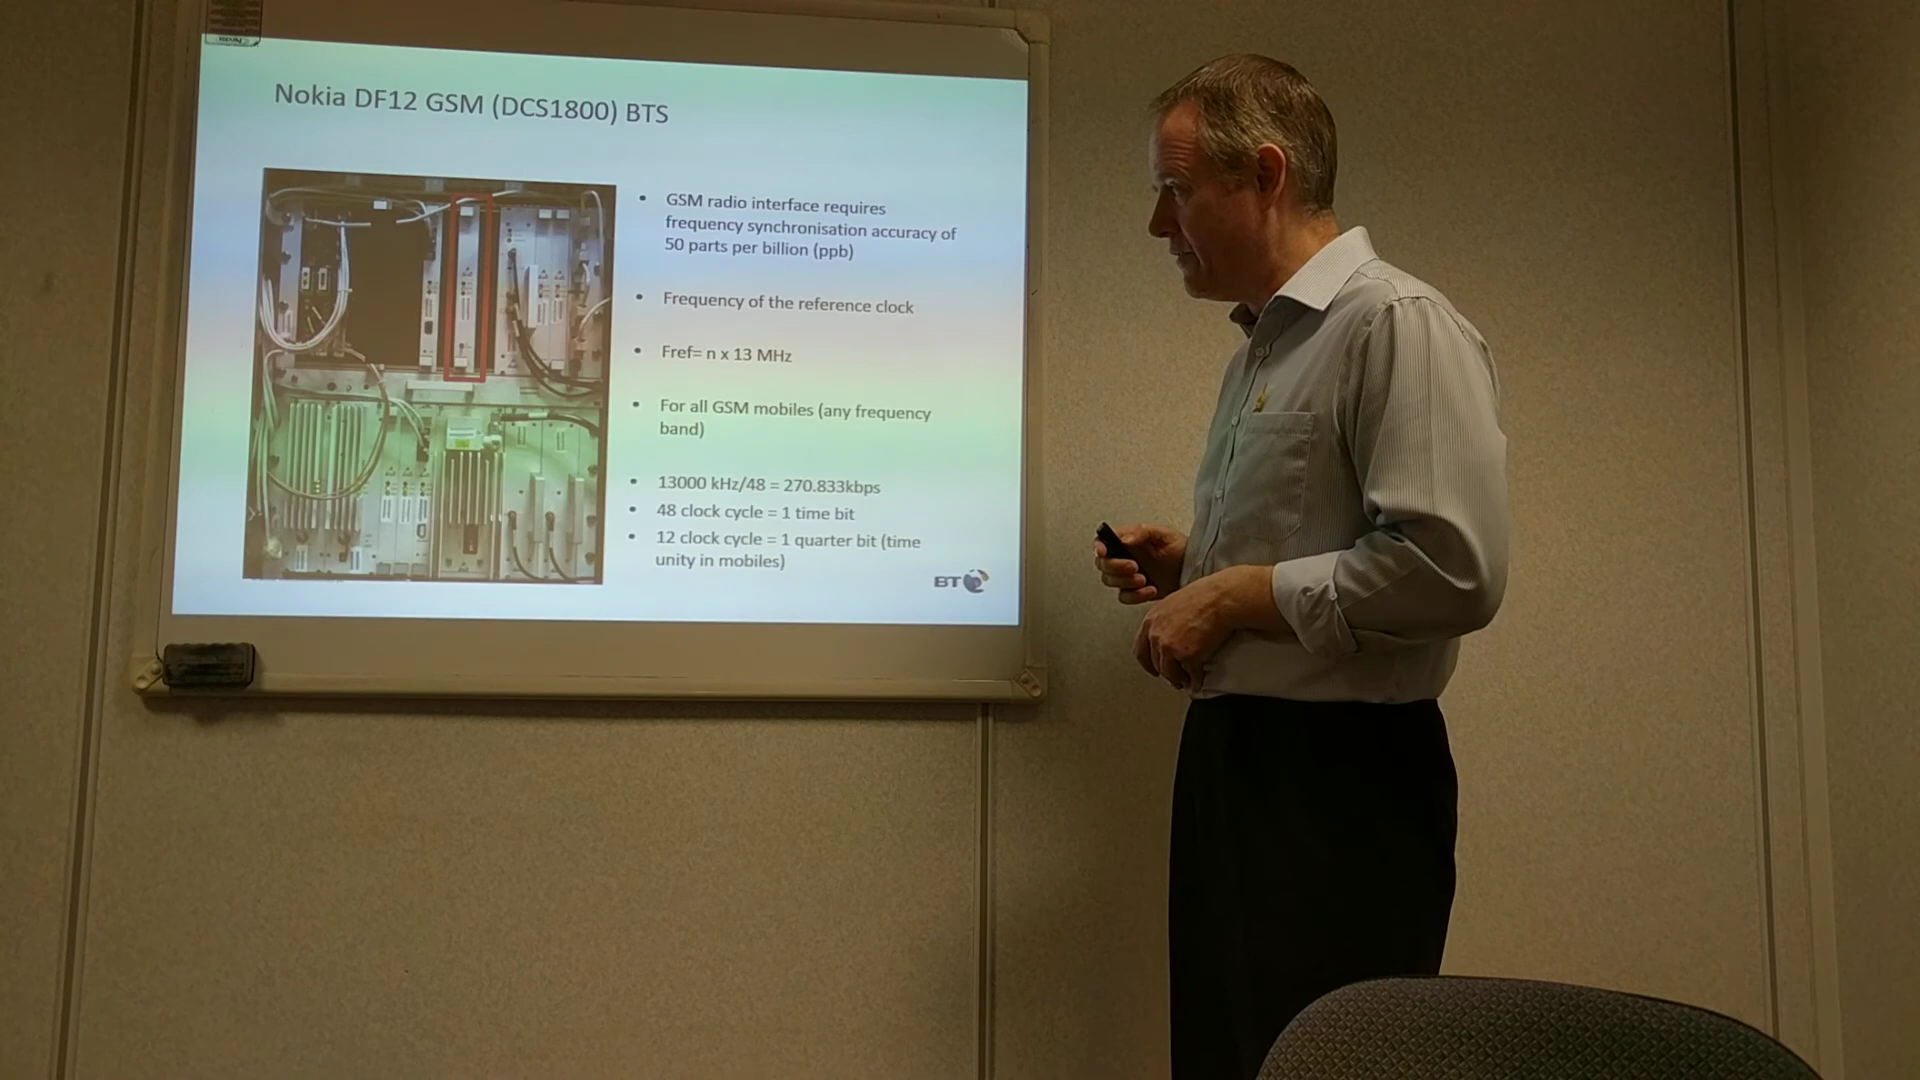 Nokia DF12 GSM (DCS1800) BTS
• GSM radio interface requires
frequency synchronisation accuracy of
50 parts per billion (ppb)
• Frequency of the reference clock
• Fref= n x 13 MHz
• For all GSM mobiles (any frequency
band)
• 13000 kHz/48 = 270.833kbps
• 48 clock cycle = 1 time bit
• 12 clock cycle = 1 quarter bit (time
unity in mobiles)
BT